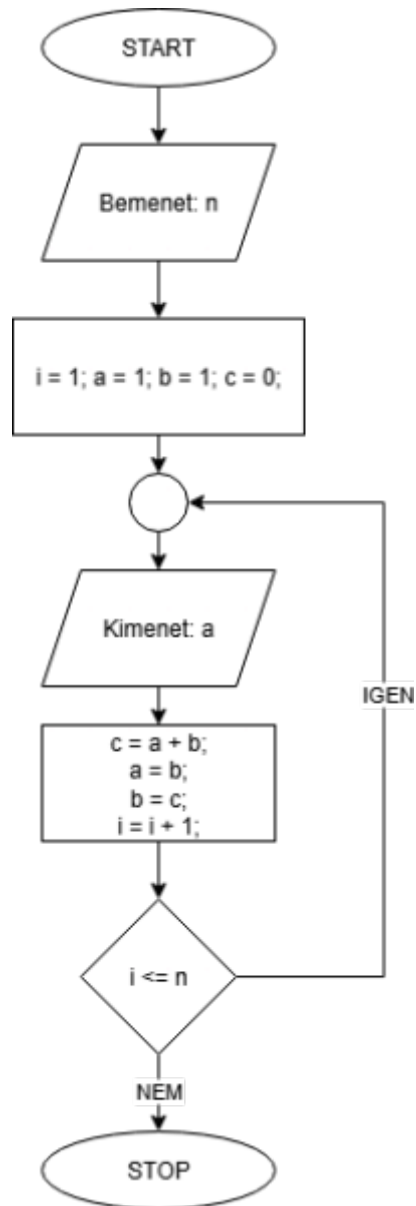 START
Bemenet: n
i = 1; a = 1; b = 1; c = 0;
Kimenet: a
IGEN
c = a + b;
a = b;
b = c;
i = i + 1;
i <= n
NEM
STOP